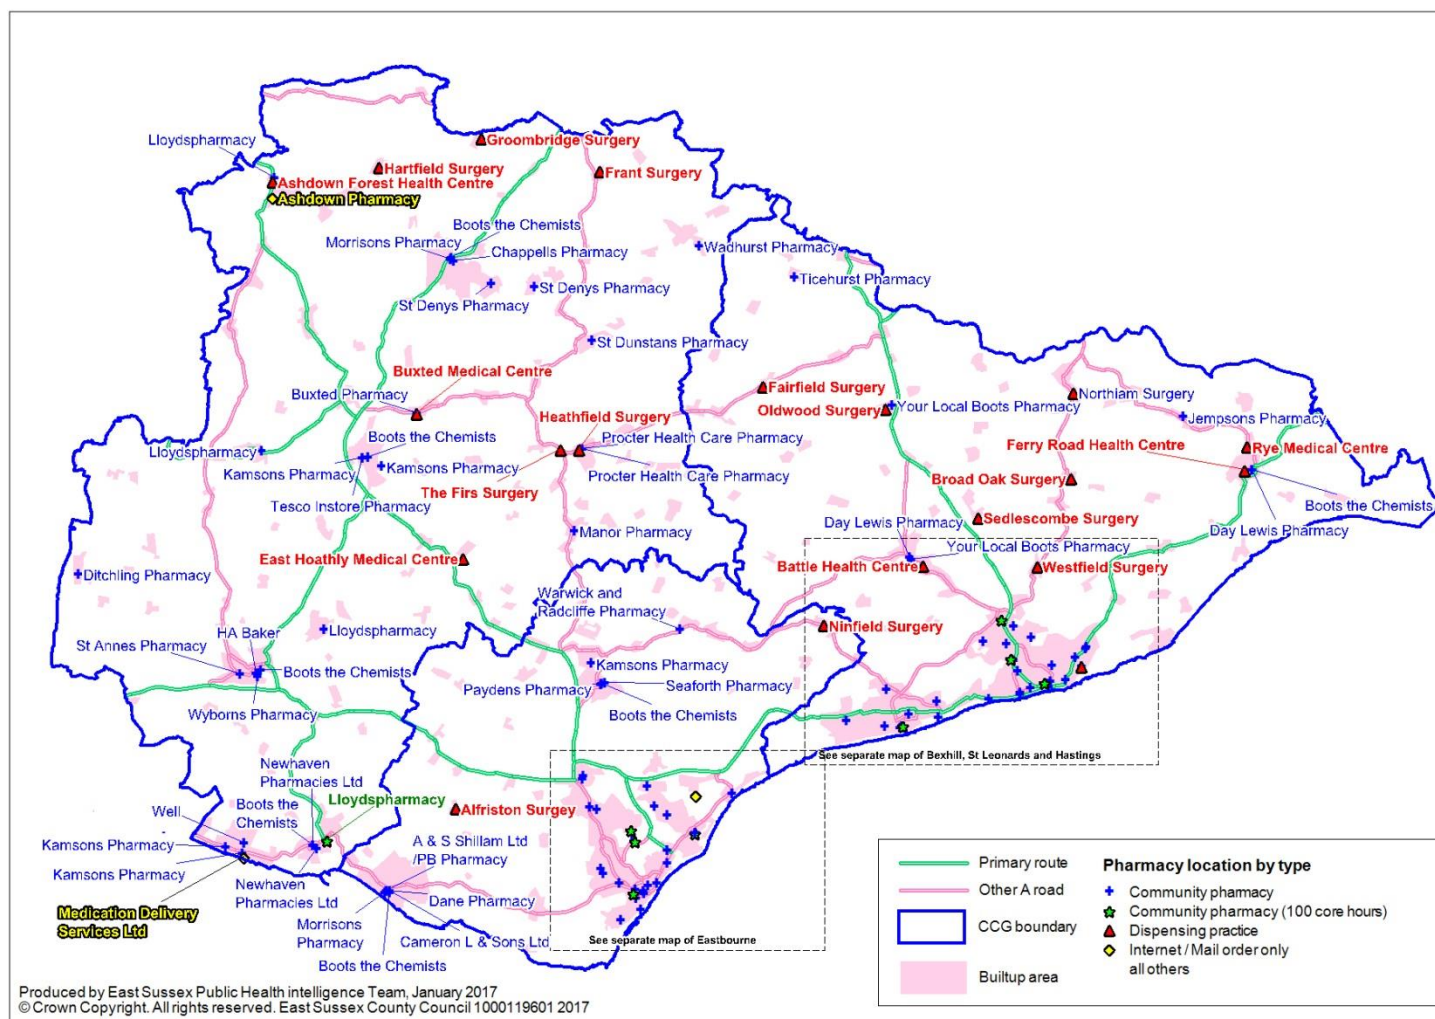 Groombridge Surgery
Lloydspharmacy
Hartfield Surgery
Frant Surgery
Ashdown Forest Health Centre
Ashdown Pharmacy
Boots the Chemists
Morrisons Pharmacy
Chappells Pharmacy
Wadhurst Pharmacy
Ticehurst Pharmacy
St Denys Pharmacy
St Denys Pharmacy
St Dunstans Pharmacy
Buxted Medical Centre
Buxted Pharmacy
Fairfield Surgery
Oldwood Surgery
Your Local Boots Pharmacy
Northiam Surgery
Jempsons Pharmacy
Heathfield Surgery
Boots the Chemists
Procter Health Care Pharmacy
Ferry Road Health Centre
Rye Medical Centre
Lloydspharmacy
Kamsons Pharmacy
Kamsons Pharmacy
Procter Health Care Pharmacy
The Firs Surgery
Broad Oak Surgery
Tesco Instore Pharmacy
Boots the Chemists
Sedlescombe Surgery
Day Lewis Pharmacy
Manor Pharmacy
Day Lewis Pharmacy
Your Local Boots Pharmacy
East Hoathly Medical Centre
Battle Health Centre
Westfield Surgery
Ditchling Pharmacy
Warwick and
Radcliffe Pharmacy
Ninfield Surgery
HA Baker
Lloydspharmacy
St Annes Pharmacy
Boots the Chemists
Kamsons Pharmacy
Paydens Pharmacy
Seaforth Pharmacy
Wyborns Pharmacy
Boots the Chemists
See separate map of Bexhill, St Leonards and Hastings
Newhaven
Pharmacies Ltd
Lloydspharmacy
Boots the
Chemists
Well
Alfriston Surgey
Kamsons Pharmacy
A & S Shillam Ltd
/PB Pharmacy
Kamsons Pharmacy
Newhaven
Pharmacies Ltd
Dane Pharmacy
Medication Delivery
Services Ltd
Morrisons
Pharmacy
Cameron L & Sons Ltd
Boots the Chemists
See separate map of Eastbourne
Primary route
Other A road
CCG boundary
Builtup area
Pharmacy location by type
Community pharmacy
Community pharmacy (100 core hours)
Dispensing practice
Internet / Mail order only
all others
Produced by East Sussex Public Health intelligence Team, January 2017
© Crown Copyright. All rights reserved. East Sussex County Council 1000119601 2017